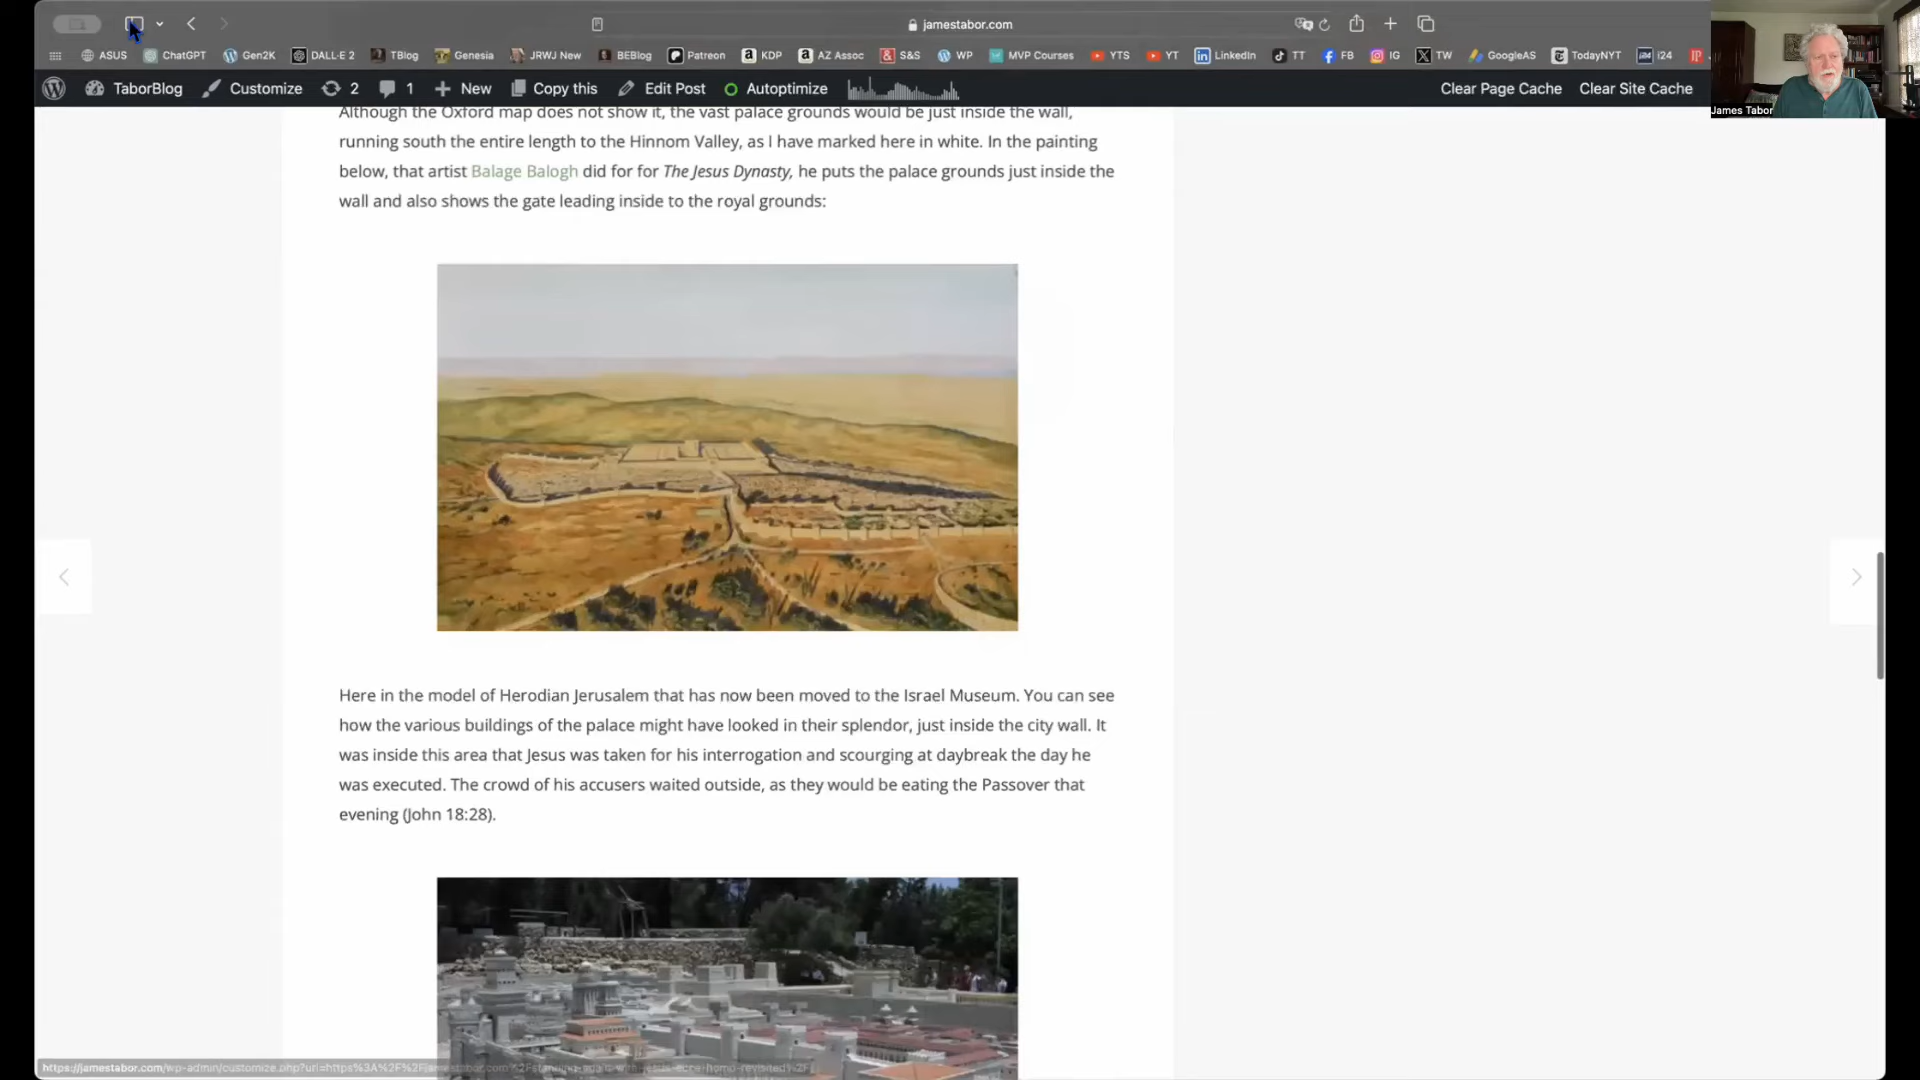 jamestabor.com
ASUS ChatGPT Gen2K DALL-E 2 TBlog Genesia JRWJ New BEBlog Patreon KDP AZ Assoc S&S WP MVP Courses YTS YT LinkedIn TT FB IG TW GoogleAS TodayNYT i24
TaborBlog Customize 2 1 New Copy this Edit Post Autoptimize Clear Page Cache Clear Site Cache
James Tabor
Although the Oxford map does not show it, the vast palace grounds would be just inside the wall,
running south the entire length to the Hinnom Valley, as I have marked here in white. In the painting
below, that artist Balage Balogh did for for The Jesus Dynasty, he puts the palace grounds just inside the
wall and also shows the gate leading inside to the royal grounds:
Here in the model of Herodian Jerusalem that has now been moved to the Israel Museum. You can see
how the various buildings of the palace might have looked in their splendor, just inside the city wall. It
was inside this area that Jesus was taken for his interrogation and scourging at daybreak the day he
was executed. The crowd of his accusers waited outside, as they would be eating the Passover that
evening (John 18:28).